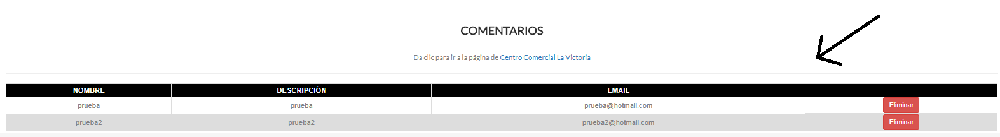 COMENTARIOS
Da clic para ir a la página de Centro Comercial La Victoria
NOMBRE DESCRIPCIÓN EMAIL
prueba prueba prueba@hotmail.com Eliminar
prueba2 prueba2 prueba2@hotmail.com Eliminar